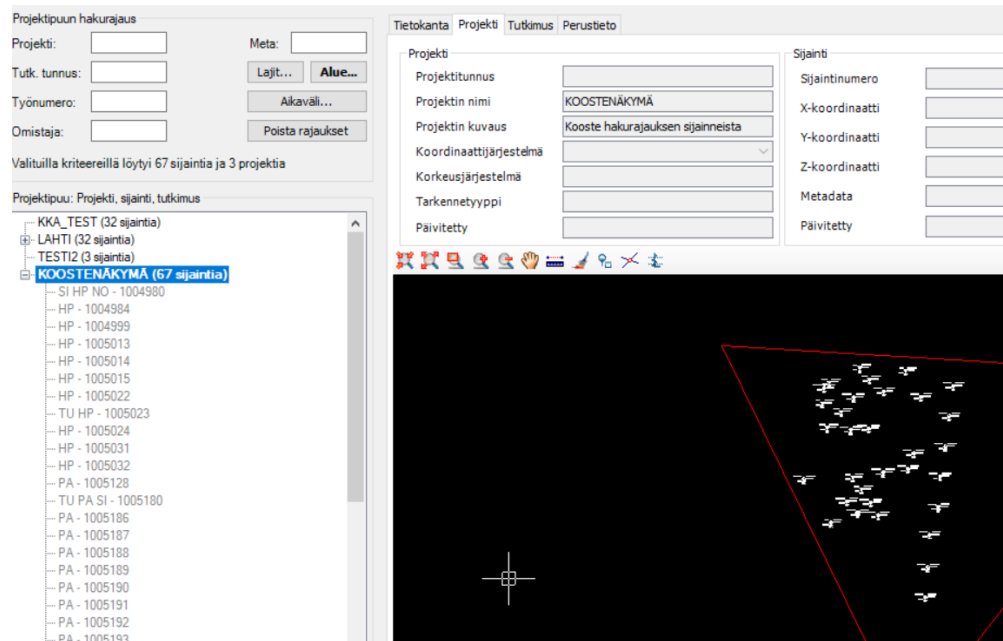 Projektipuun hakurajaus
Projekti:
Meta:
Tutk. tunnus:
Lajit...
Alue...
Työnumero:
Aikaväli...
Omistaja:
Poista rajaukset
Valituilla kriteereillä löytyi 67 sijaintia ja 3 projektia
Projektipuu: Projekti, sijainti, tutkimus
KKA_TEST (32 sijaintia)
LAHTI (32 sijaintia)
TESTI2 (3 sijaintia)
KOOSTENÄKYMÄ (67 sijaintia)
SI HP NO - 1004980
HP - 1004984
HP - 1004999
HP - 1005013
HP - 1005014
HP - 1005015
HP - 1005022
TU HP - 1005023
HP - 1005024
HP - 1005031
HP - 1005032
PA - 1005128
TU PA SI - 1005180
PA - 1005186
PA - 1005187
PA - 1005188
PA - 1005189
PA - 1005190
PA - 1005191
PA - 1005192
PA - 1005193
Tietokanta Projekti Tutkimus Perustieto
Projekti
Projektitunnus
Projektin nimi KOOSTENÄKYMÄ
Projektin kuvaus Kooste hakurajauksen sijainneista
Koordinaattijärjestelmä
Korkeusjärjestelmä
Tarkennetyyppi
Päivitetty
Sijainti
Sijaintinumero
X-koordinaatti
Y-koordinaatti
Z-koordinaatti
Metadata
Päivitetty